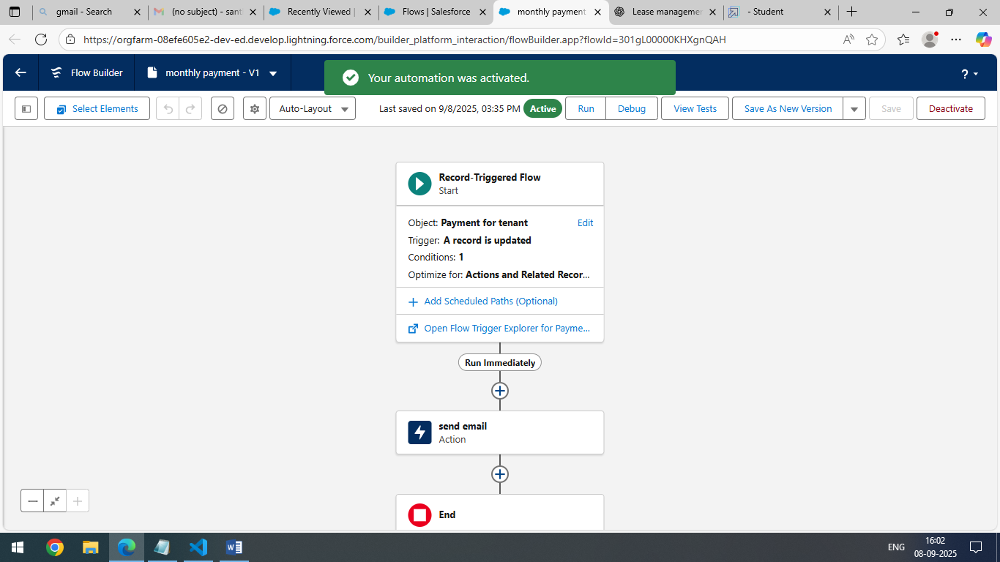 gmail - Search
(no subject) - sant
Recently Viewed |
Flows | Salesforce
monthly payment
Lease managemer
- Student
https://orgfarm-08efe605e2-dev-ed.develop.lightning.force.com/builder_platform_interaction/flowBuilder.app?flowId=301gL00000KHXgnQAH
Flow Builder
monthly payment - V1
Your automation was activated.
?
Select Elements
Auto-Layout
Last saved on 9/8/2025, 03:35 PM
Active
Run
Debug
View Tests
Save As New Version
Save
Deactivate
Record-Triggered Flow
Start
Object: Payment for tenant
Edit
Trigger: A record is updated
Conditions: 1
Optimize for: Actions and Related Recor...
Add Scheduled Paths (Optional)
Open Flow Trigger Explorer for Payme...
Run Immediately
send email
Action
End
ENG
16:02
08-09-2025